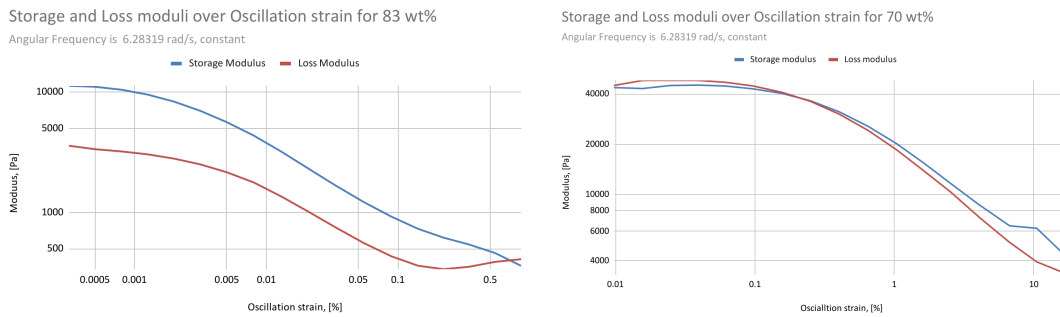 Storage and Loss moduli over Oscillation strain for 83 wt%
Angular Frequency is 6.28319 rad/s, constant
Storage Modulus Loss Modulus
10000
5000
1000
500
Moduus, [Pa]
0.0005 0.001 0.005 0.01 0.05 0.1 0.5
Oscillation strain, [%]
Storage and Loss moduli over Oscillation strain for 70 wt%
Angular Frequency is 6.28319 rad/s, constant
Storage modulus Loss modulus
40000
20000
10000
8000
6000
4000
Modulus, [Pa]
0.01 0.1 1 10
Oscialltion strain, [%]